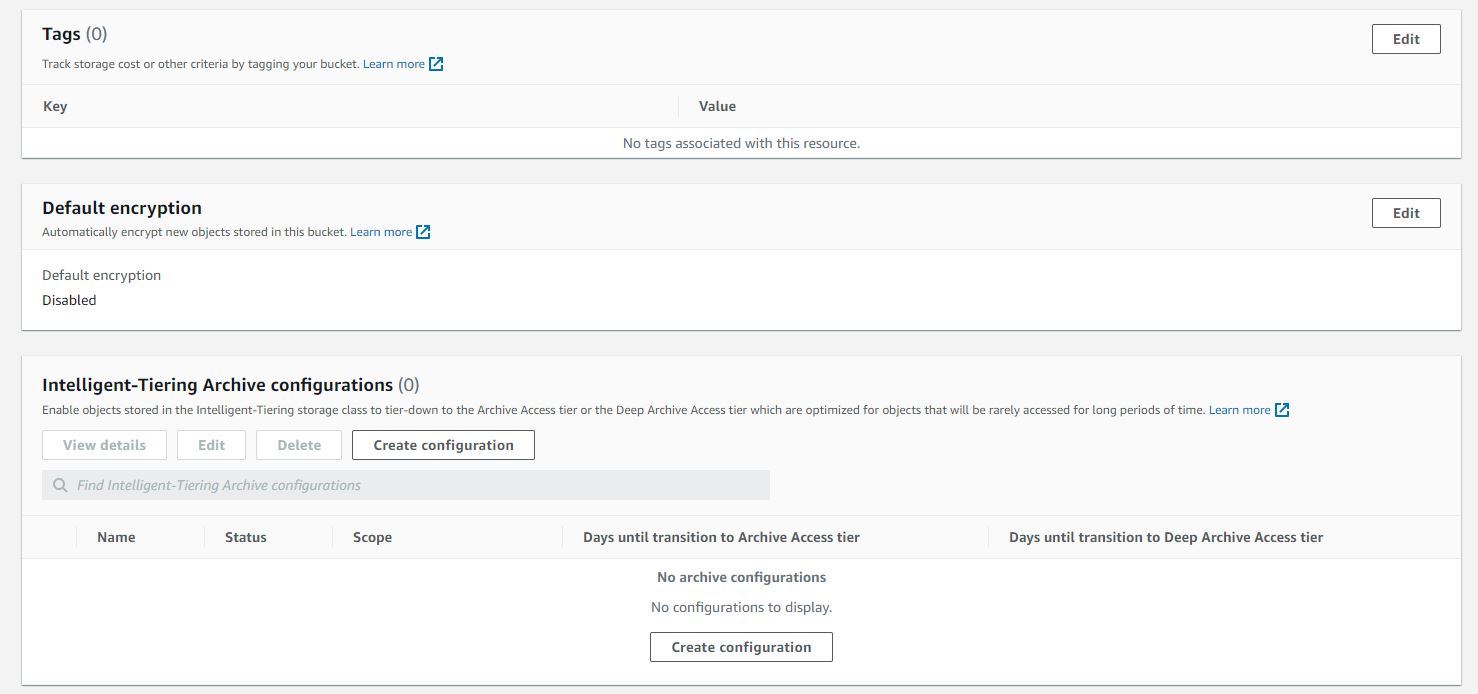 Tags (0)
Edit
Track storage cost or other criteria by tagging your bucket. Learn more
Key Value
No tags associated with this resource.
Default encryption
Edit
Automatically encrypt new objects stored in this bucket. Learn more
Default encryption
Disabled
Intelligent-Tiering Archive configurations (0)
Enable objects stored in the Intelligent-Tiering storage class to tier-down to the Archive Access tier or the Deep Archive Access tier which are optimized for objects that will be rarely accessed for long periods of time. Learn more
View details Edit Delete Create configuration
Find Intelligent-Tiering Archive configurations
Name Status Scope Days until transition to Archive Access tier Days until transition to Deep Archive Access tier
No archive configurations
No configurations to display.
Create configuration